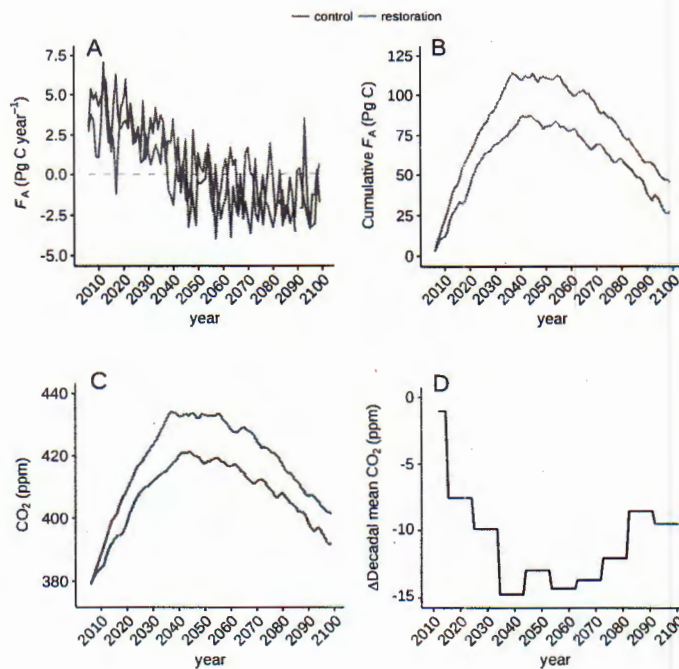 control restoration
A
7.5
5.0
2.5
0.0
-2.5
-5.0
F_A (Pg C year⁻¹)
2010 2020 2030 2040 2050 2060 2070 2080 2090 2100
year
B
125
100
75
50
25
0
Cumulative F_A (Pg C)
2010 2020 2030 2040 2050 2060 2070 2080 2090 2100
year
C
440
420
400
380
CO₂ (ppm)
2010 2020 2030 2040 2050 2060 2070 2080 2090 2100
year
D
0
-5
-10
-15
ΔDecadal mean CO₂ (ppm)
2010 2020 2030 2040 2050 2060 2070 2080 2090 2100
year